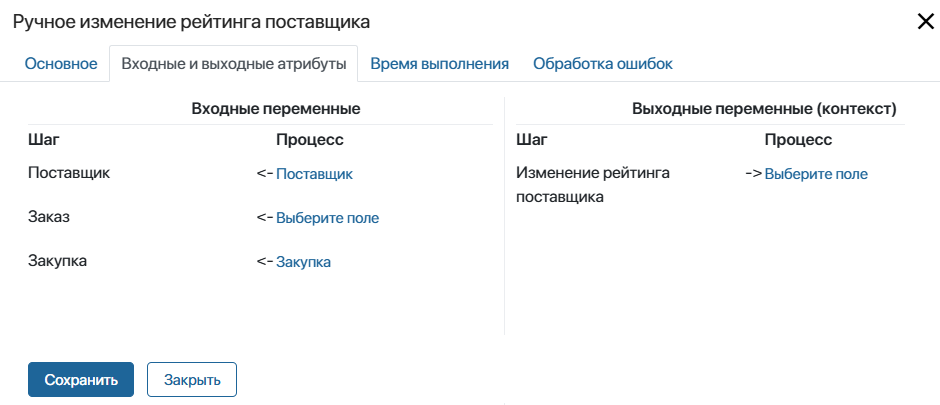 Ручное изменение рейтинга поставщика
Основное Входные и выходные атрибуты Время выполнения Обработка ошибок
Входные переменные Выходные переменные (контекст)
Шаг Процесс Шаг Процесс
Поставщик <- Поставщик Изменение рейтинга -> Выберите поле
поставщика
Заказ <- Выберите поле
Закупка <- Закупка
Сохранить Закрыть